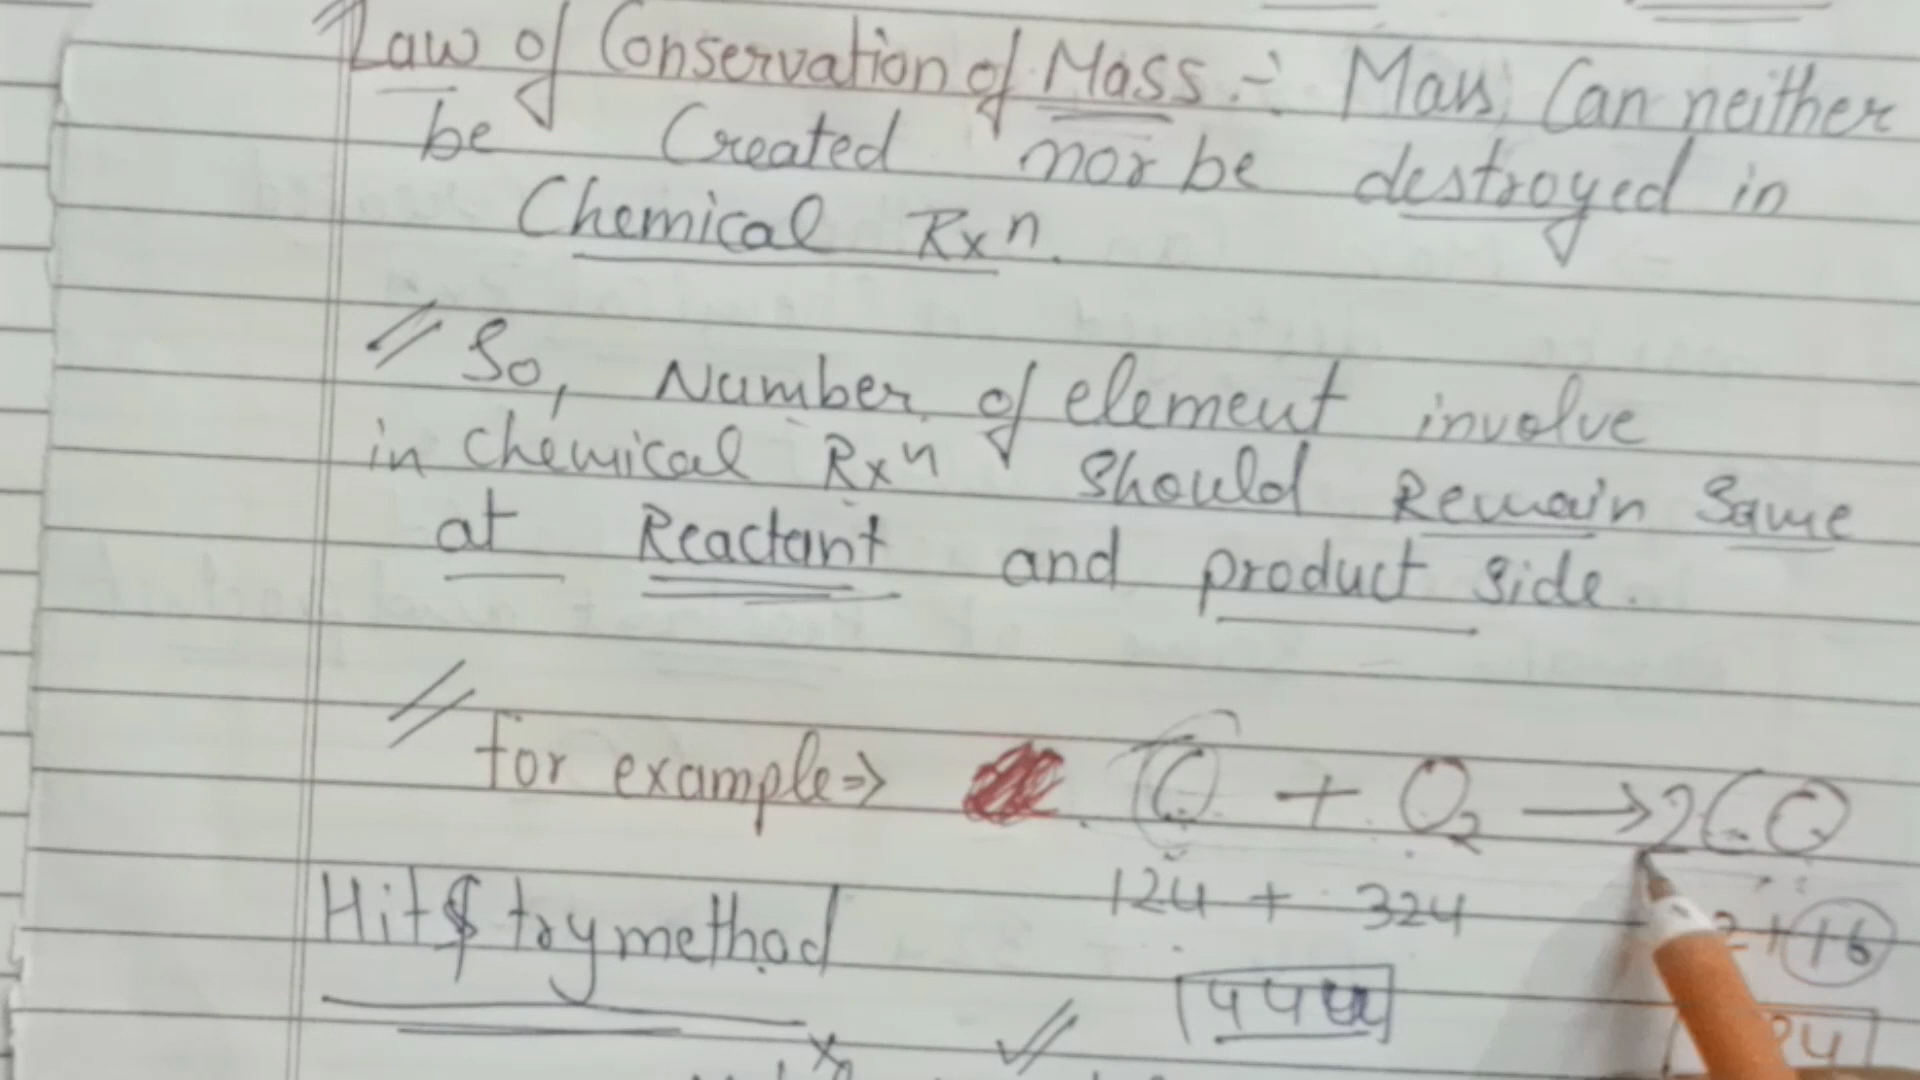 Law of Conservation of Mass :- Mass Can neither
be Created nor be destroyed in
Chemical Rxn.
So, Number of element involve
in Chemical Rxn Should Remain Same
at Reactant and product side.
for example => C + O2 → 2CO
12u + 32u
2 + 16
Hit & try method
44u